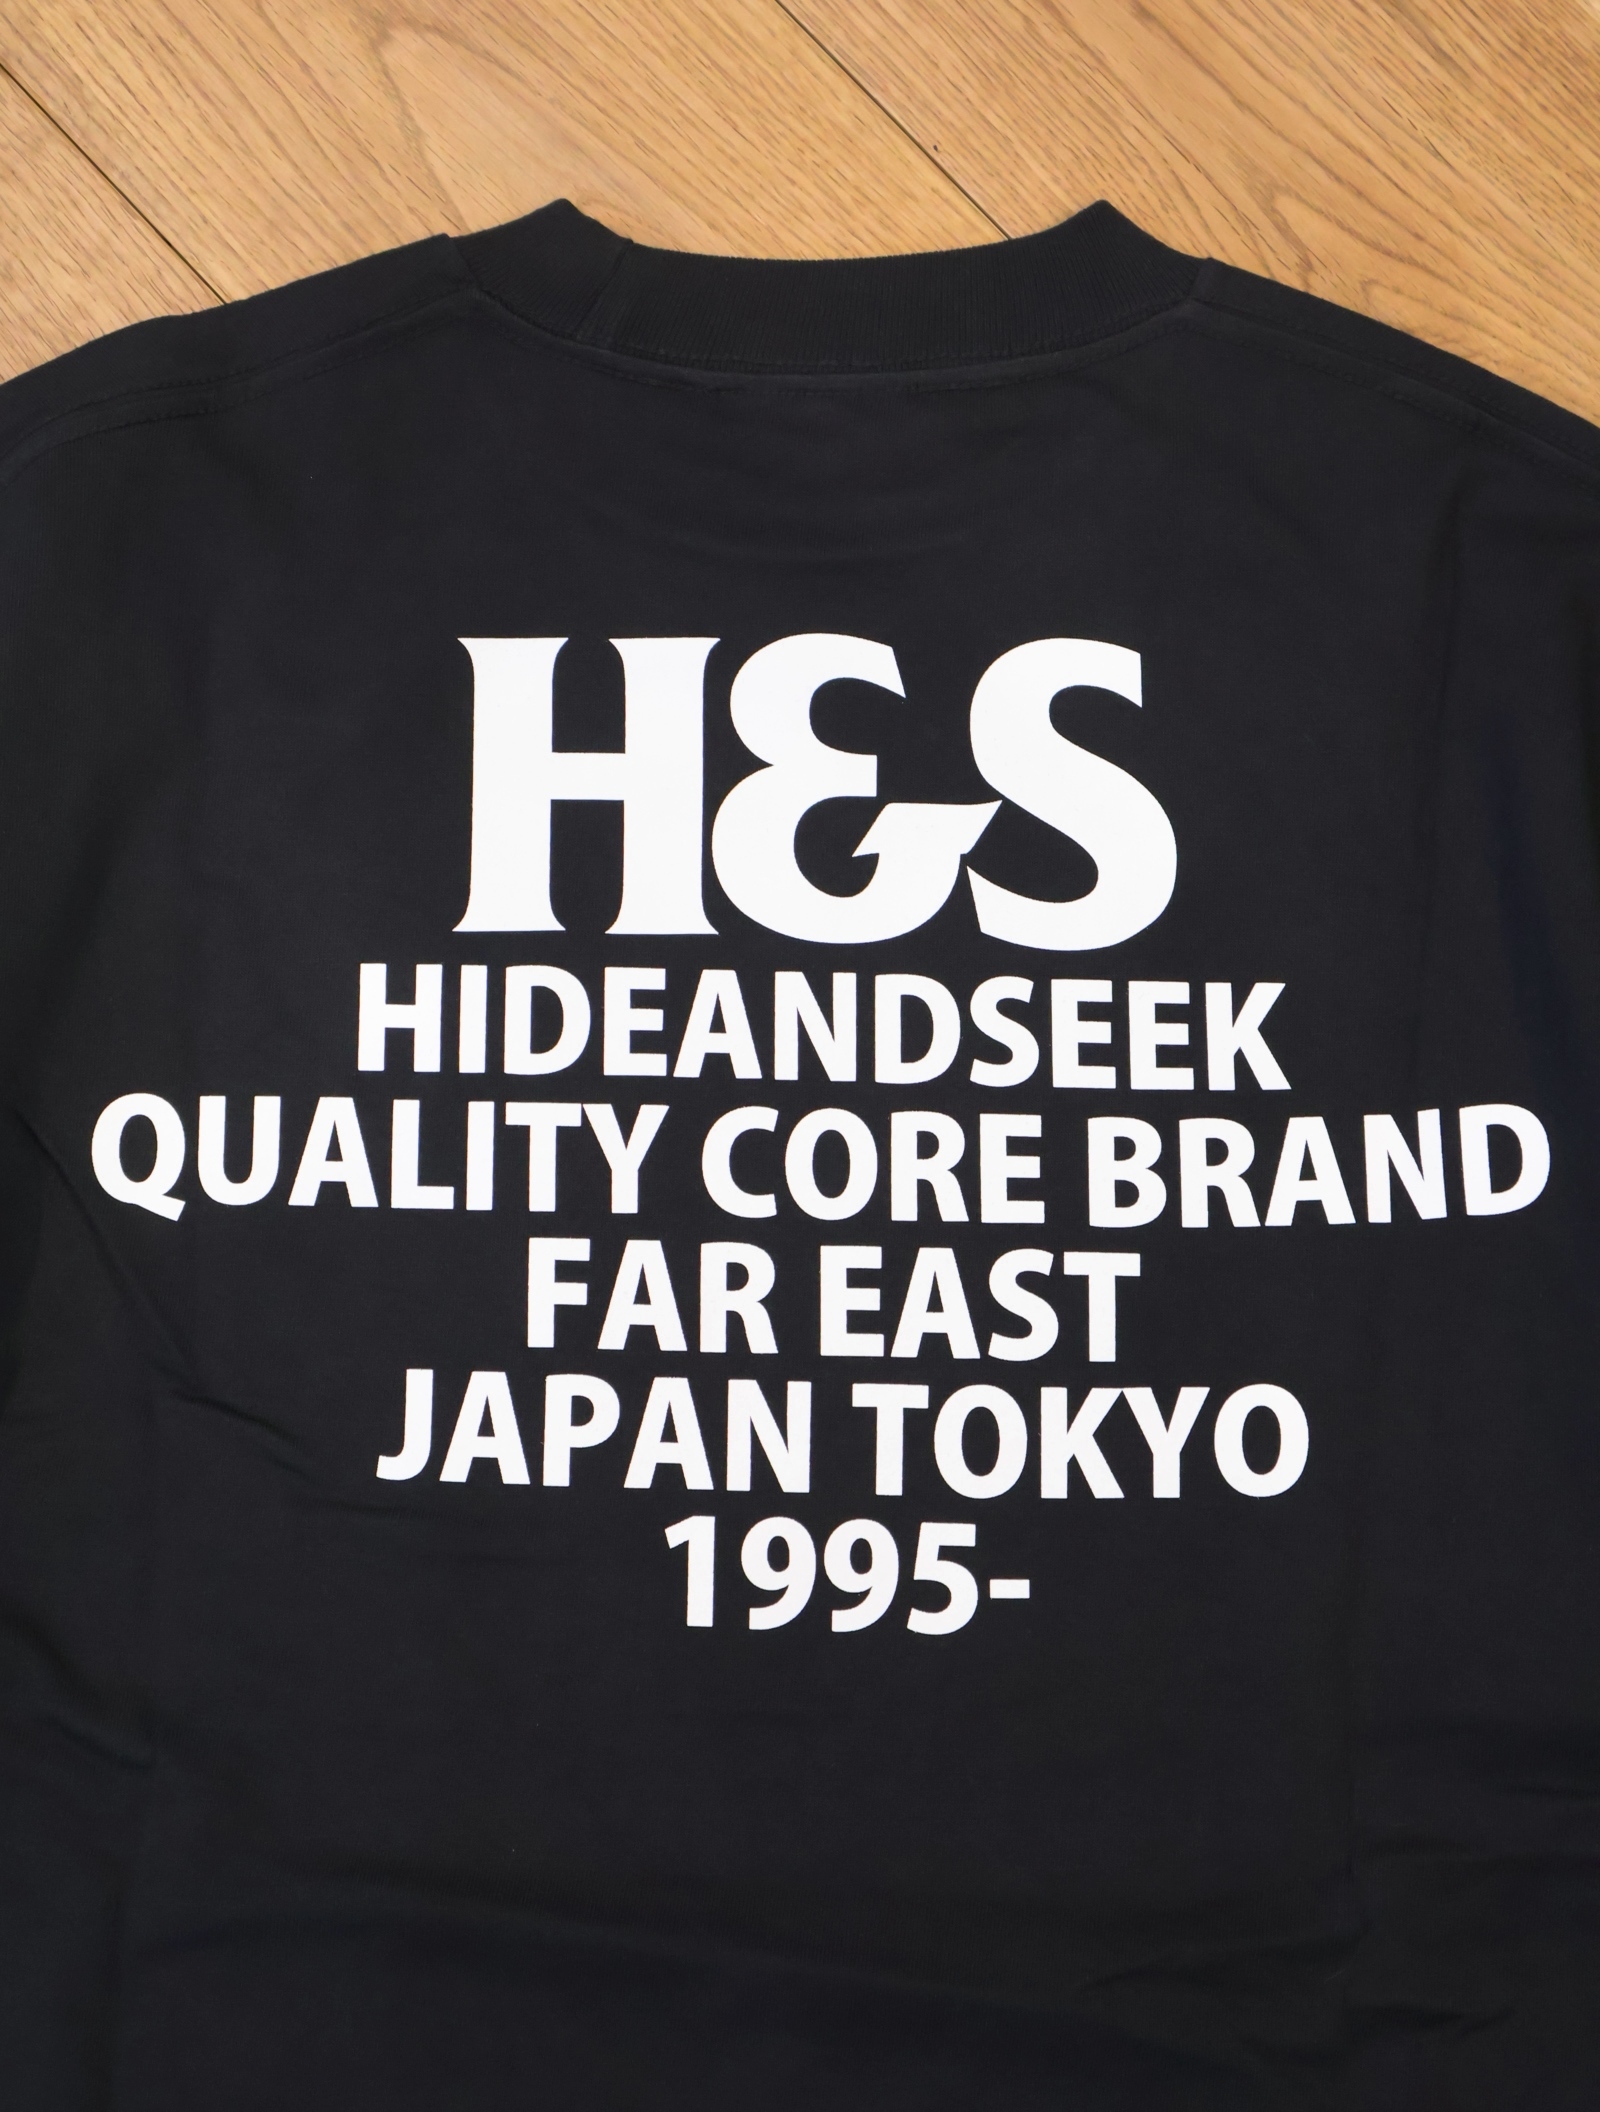 H&S
HIDEANDSEEK
QUALITY CORE BRAND
FAR EAST
JAPAN TOKYO
1995-